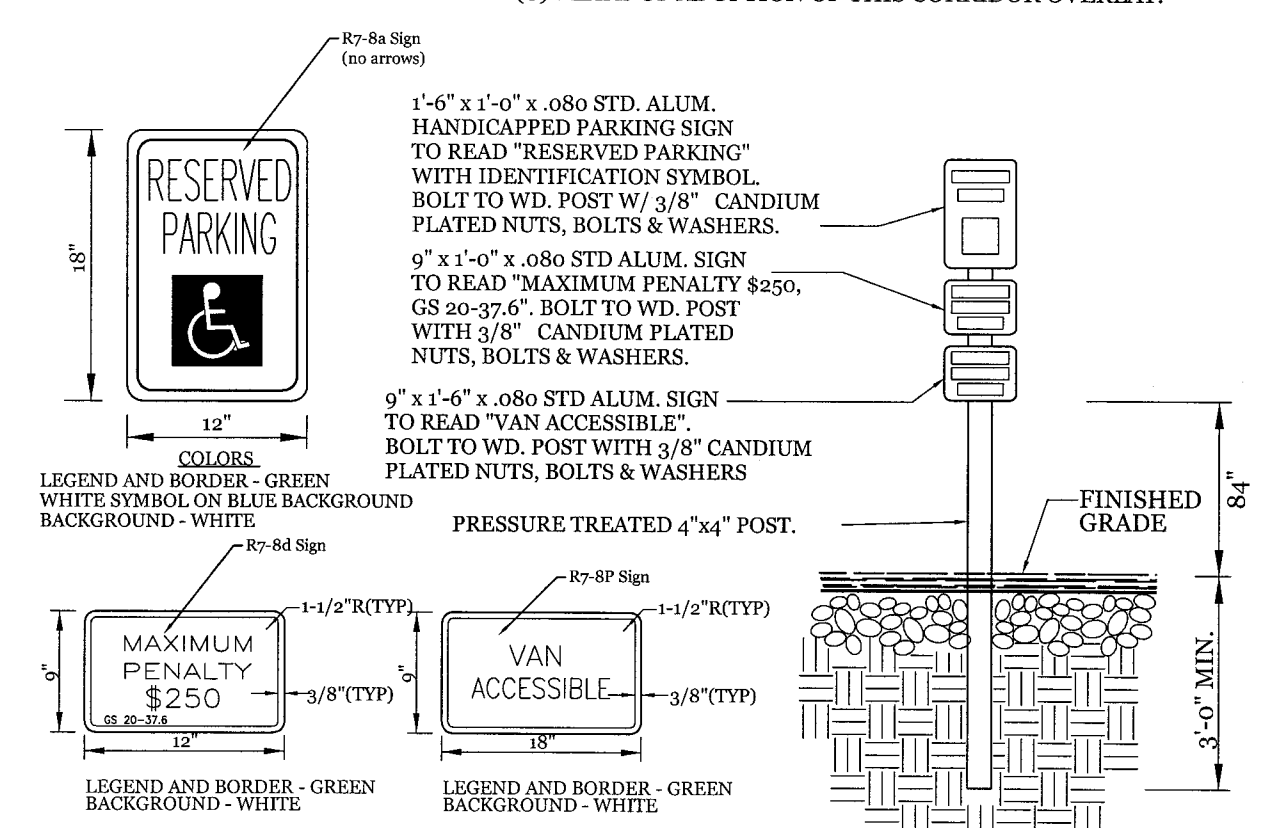 R7-8a Sign
(no arrows)
RESERVED
PARKING
18"
12"
COLORS
LEGEND AND BORDER - GREEN
WHITE SYMBOL ON BLUE BACKGROUND
BACKGROUND - WHITE
1'-6" x 1'-0" x .080 STD. ALUM.
HANDICAPPED PARKING SIGN
TO READ "RESERVED PARKING"
WITH IDENTIFICATION SYMBOL.
BOLT TO WD. POST W/ 3/8" CANDIUM
PLATED NUTS, BOLTS & WASHERS.
9" x 1'-0" x .080 STD ALUM. SIGN
TO READ "MAXIMUM PENALTY $250,
GS 20-37.6". BOLT TO WD. POST
WITH 3/8" CANDIUM PLATED
NUTS, BOLTS & WASHERS.
9" x 1'-6" x .080 STD ALUM. SIGN
TO READ "VAN ACCESSIBLE".
BOLT TO WD. POST WITH 3/8" CANDIUM
PLATED NUTS, BOLTS & WASHERS
PRESSURE TREATED 4"x4" POST.
FINISHED
GRADE
84"
3'-0" MIN.
R7-8d Sign
1-1/2"R(TYP)
MAXIMUM
PENALTY
$250
GS 20-37.6
9"
3/8"(TYP)
12"
LEGEND AND BORDER - GREEN
BACKGROUND - WHITE
R7-8P Sign
1-1/2"R(TYP)
VAN
ACCESSIBLE
9"
3/8"(TYP)
18"
LEGEND AND BORDER - GREEN
BACKGROUND - WHITE